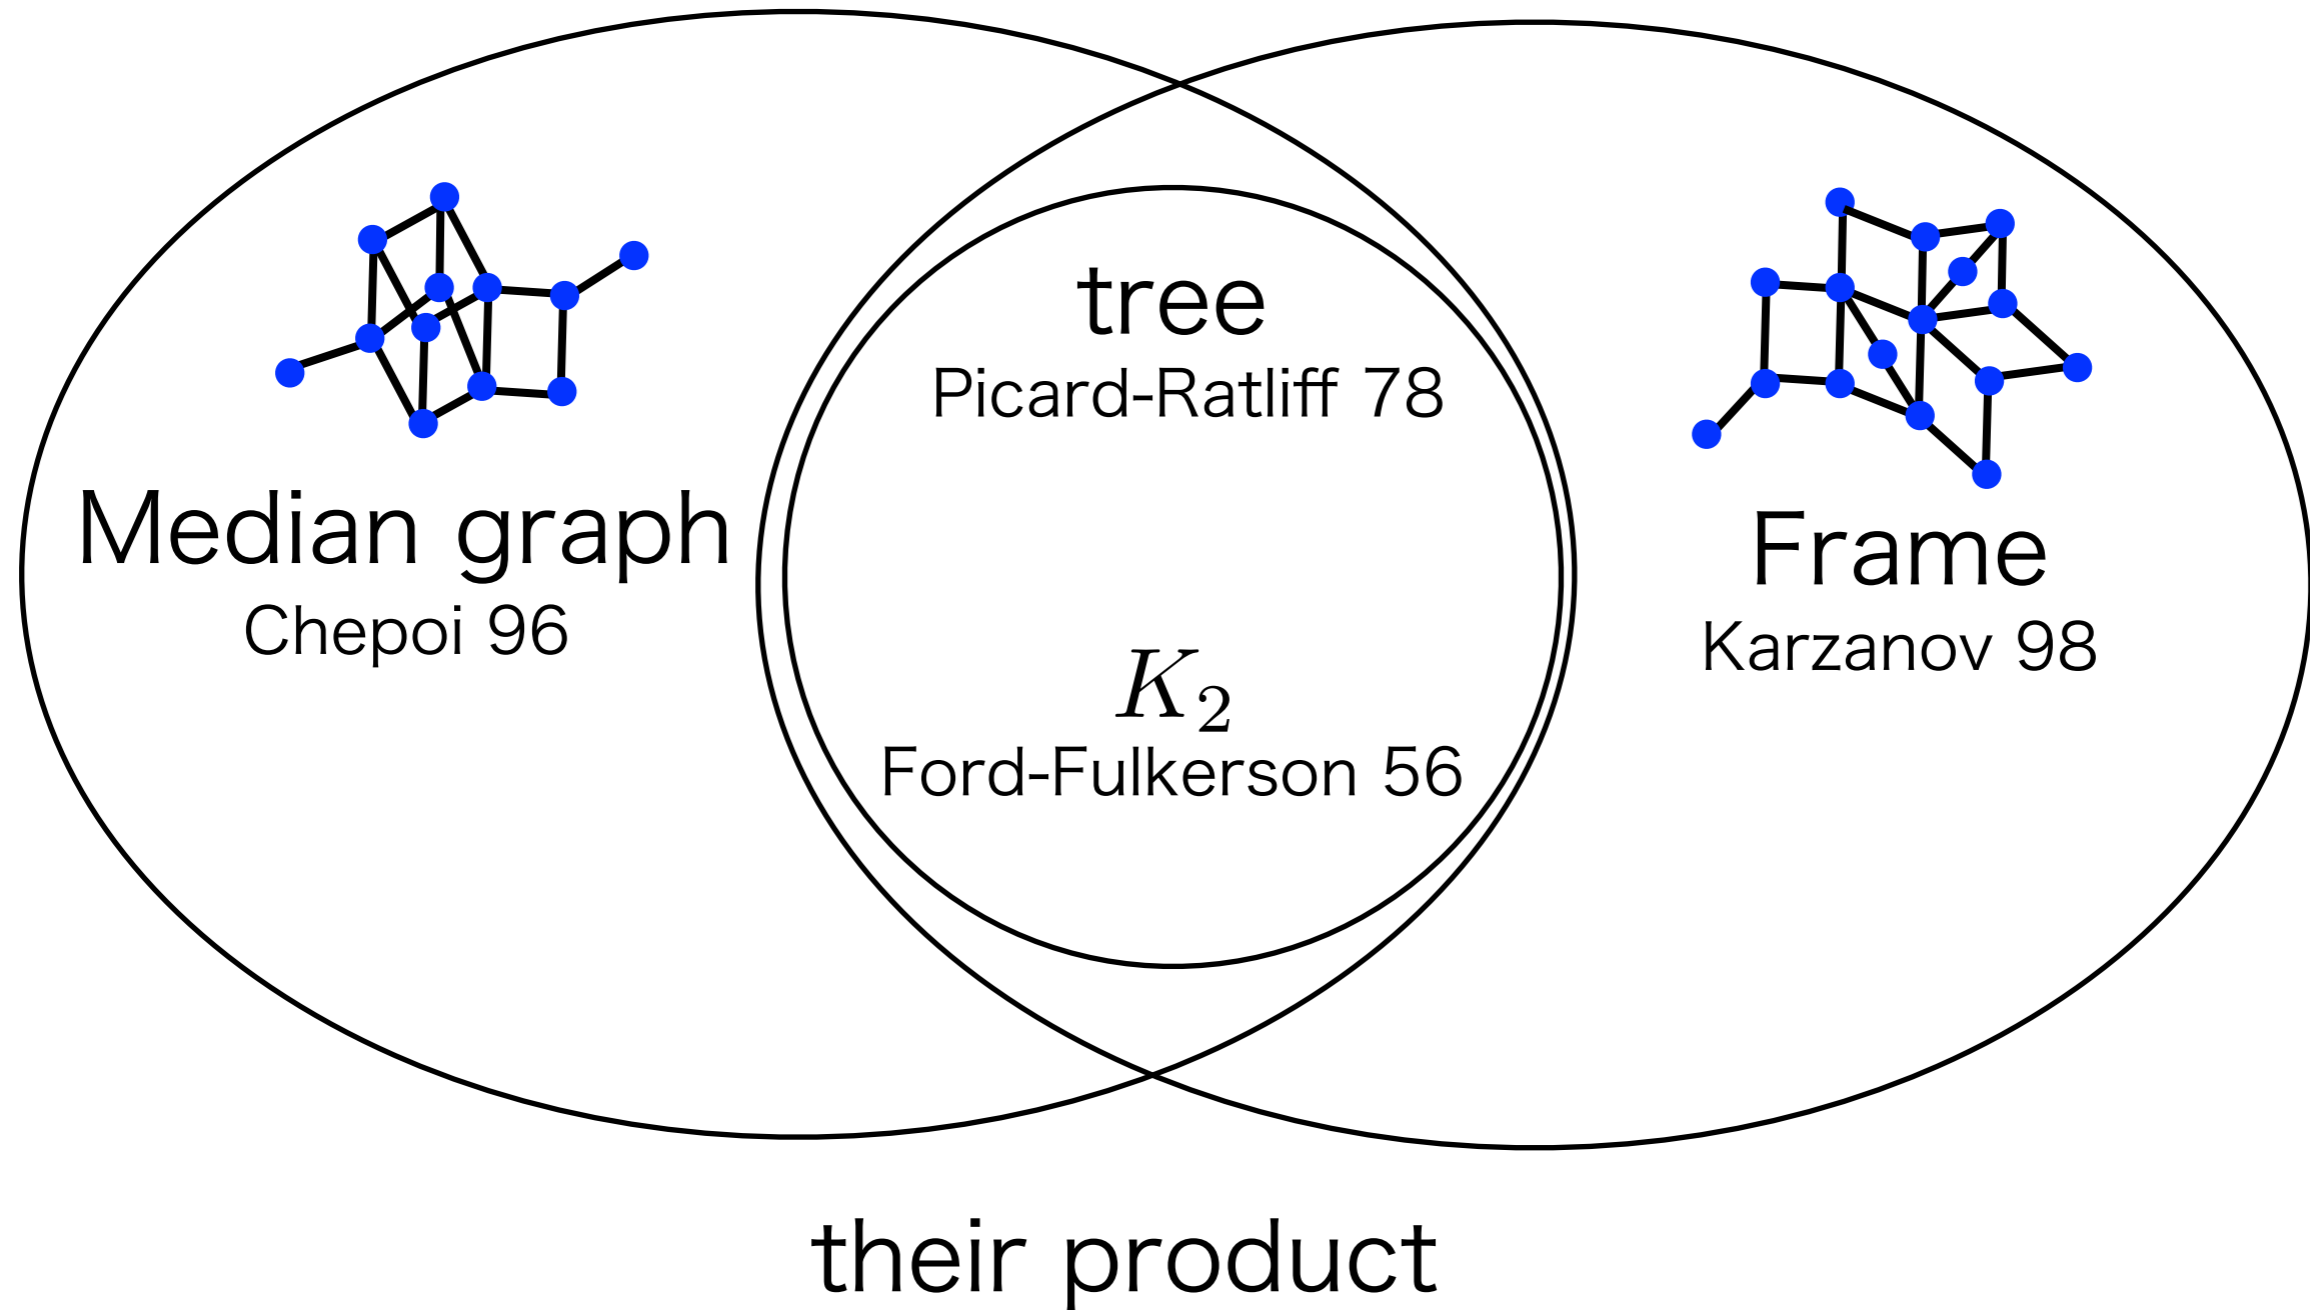 tree
Picard-Ratliff 78
Median graph
Chepoi 96
Frame
Karzanov 98
K₂
Ford-Fulkerson 56
their product